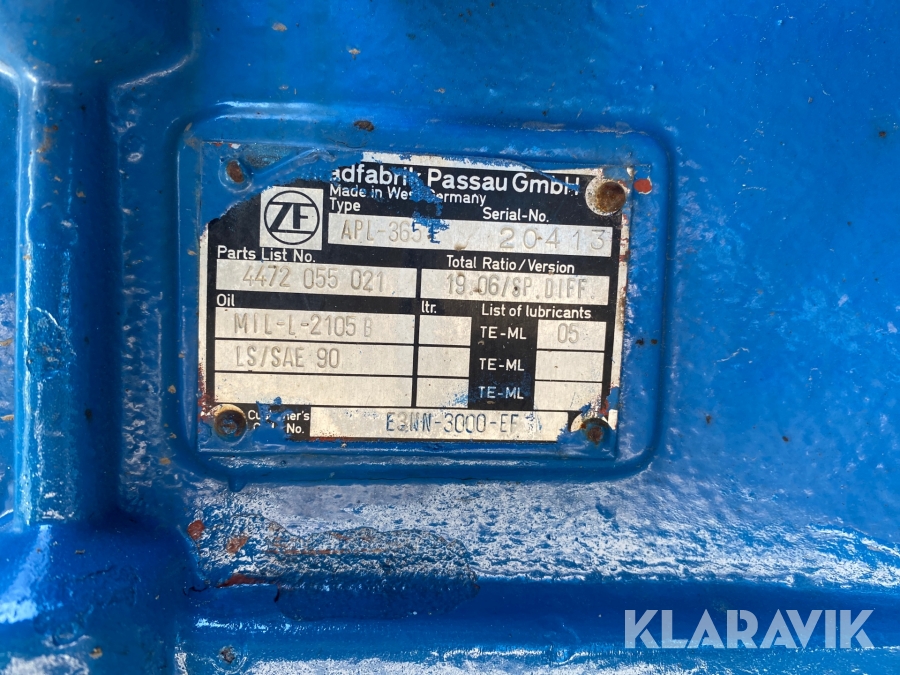 adfabrik Passau GmbH
Made in West Germany
ZF
Type Serial-No.
APL-365 E 20413
Parts List No. Total Ratio/Version
4472 055 021 19.06/SP.DIFF.
Oil ltr. List of lubricants
MIL-L-2105 B TE-ML 05
LS/SAE 90 TE-ML
TE-ML
No. E3NN-3000-EF
KLARAVIK